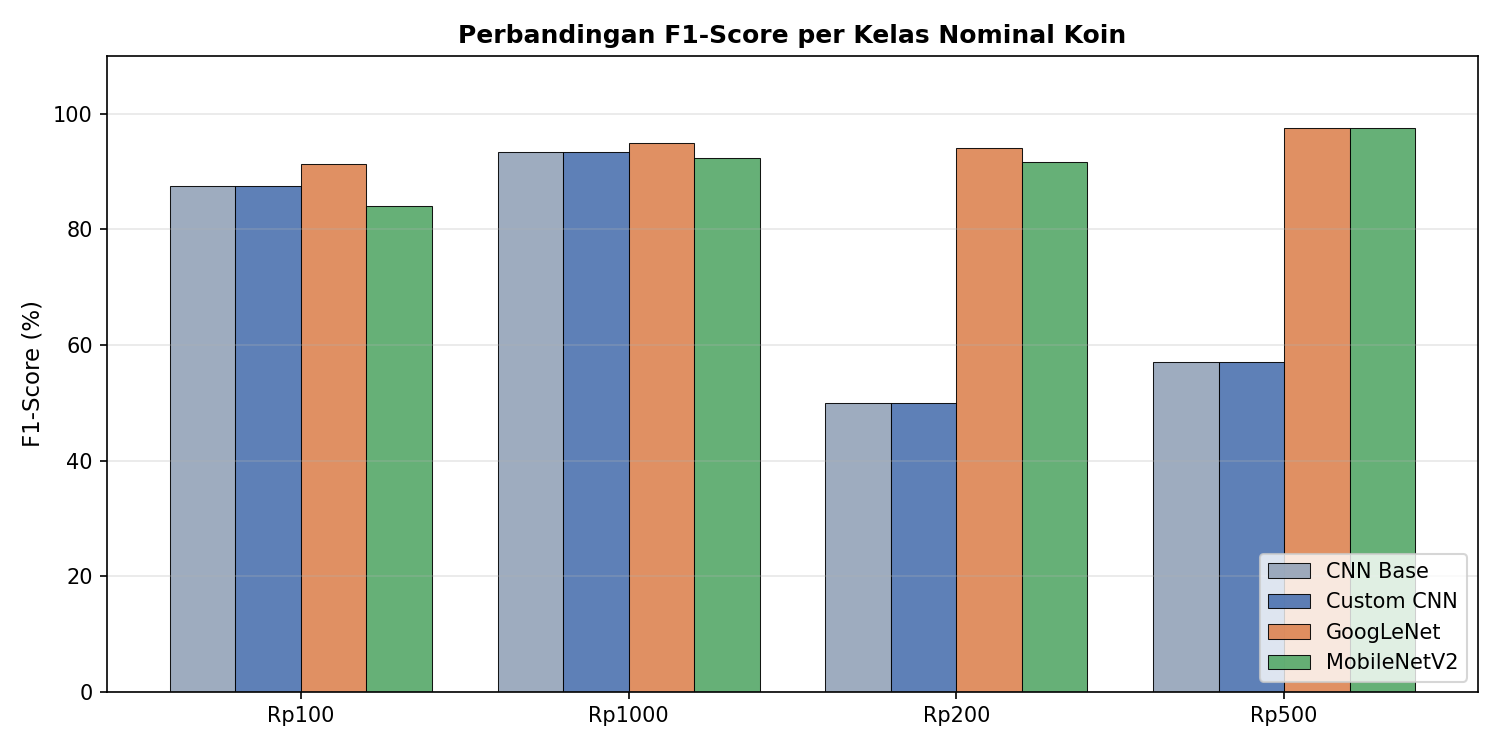 Perbandingan F1-Score per Kelas Nominal Koin
F1-Score (%)
100
80
60
40
20
0
Rp100 Rp1000 Rp200 Rp500
CNN Base
Custom CNN
GoogLeNet
MobileNetV2